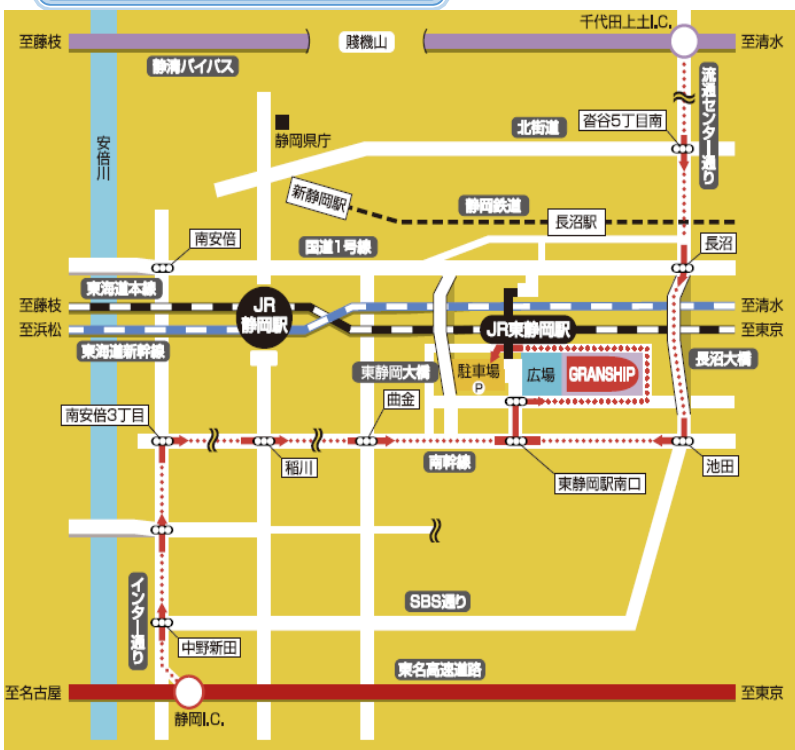 千代田上土I.C.
至藤枝
賤機山
至清水
静清バイパス
流通センター通り
沓谷5丁目南
北街道
静岡県庁
安倍川
新静岡駅
静岡鉄道
長沼駅
南安倍
国道1号線
長沼
東海道本線
至藤枝
JR
静岡駅
至清水
至浜松
JR東静岡駅
至東京
東海道新幹線
東静岡大橋
駐車場
P
広場
GRANSHIP
長沼大橋
曲金
南安倍3丁目
稲川
南幹線
東静岡駅南口
池田
インター通り
SBS通り
中野新田
東名高速道路
至名古屋
至東京
静岡I.C.